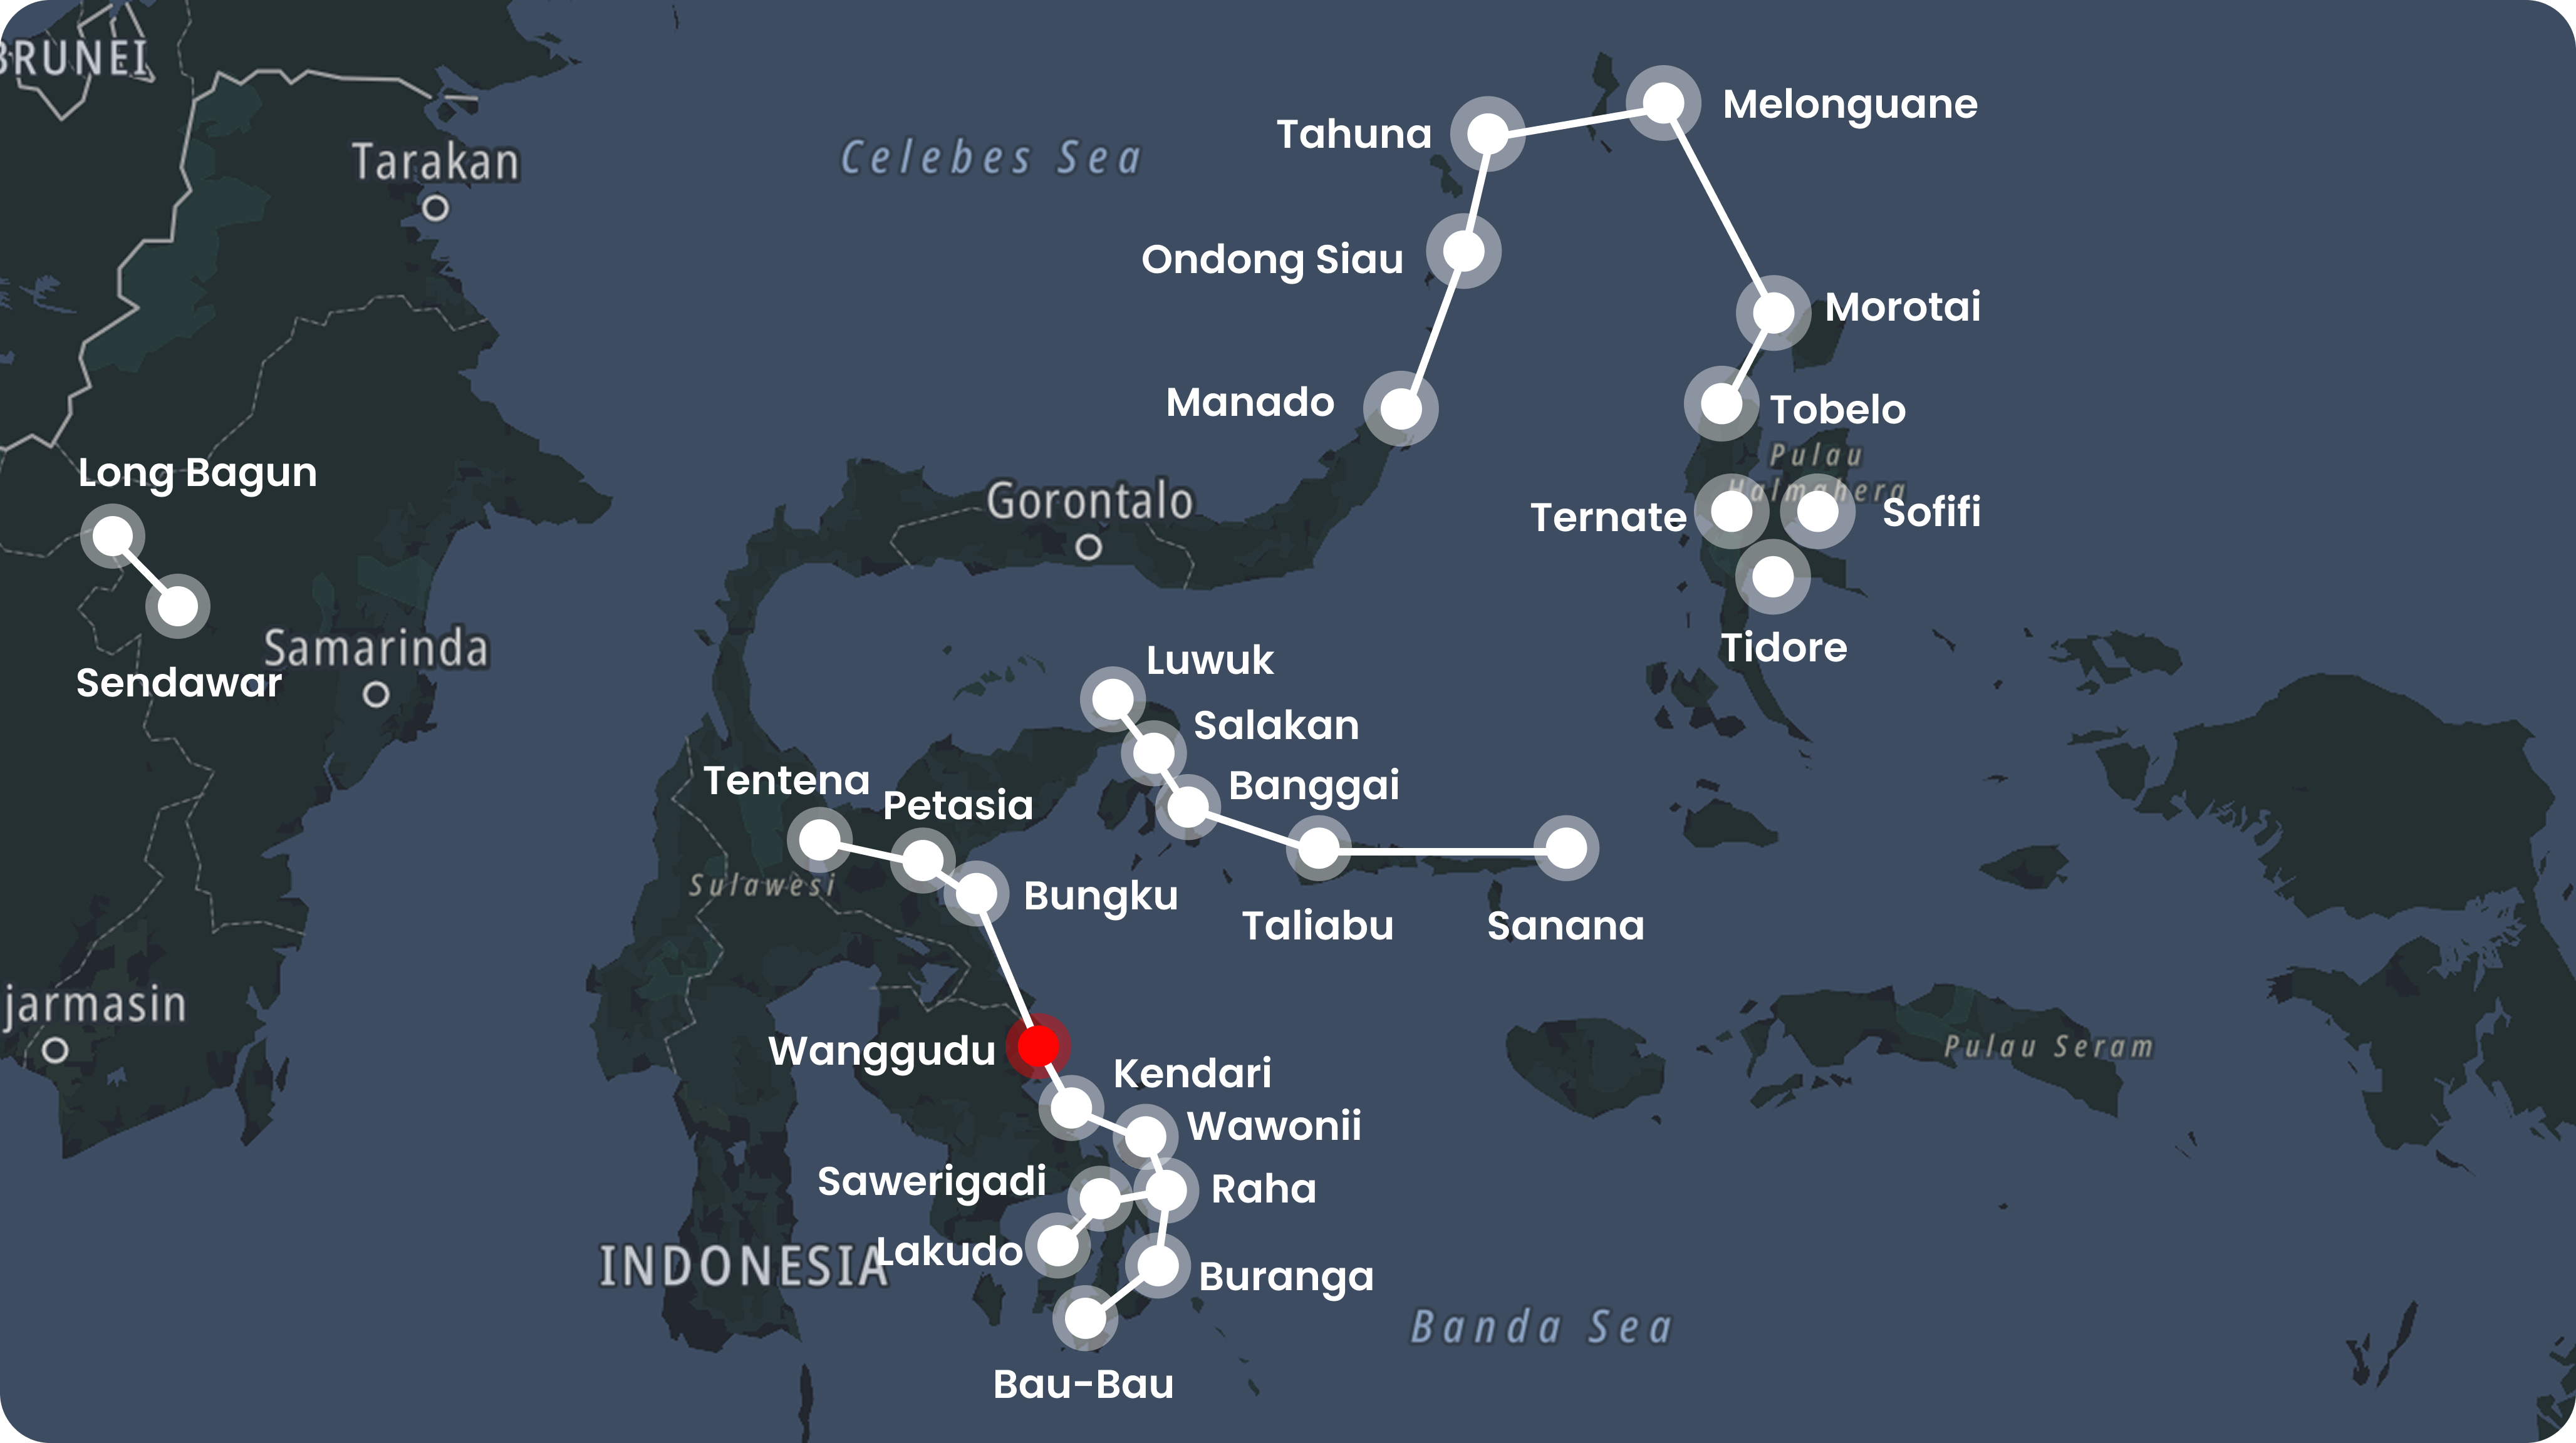 BRUNEI
Tarakan
Celebes Sea
Tahuna
Melonguane
Ondong Siau
Morotai
Manado
Tobelo
Pulau
Halmahera
Long Bagun
Gorontalo
Ternate
Sofifi
Sendawar
Samarinda
Tidore
Luwuk
Salakan
Tentena
Petasia
Banggai
Sulawesi
Bungku
Taliabu
Sanana
jarmasin
Wanggudu
Kendari
Pulau Seram
Wawonii
Sawerigadi
Raha
INDONESIA
Lakudo
Buranga
Banda Sea
Bau-Bau